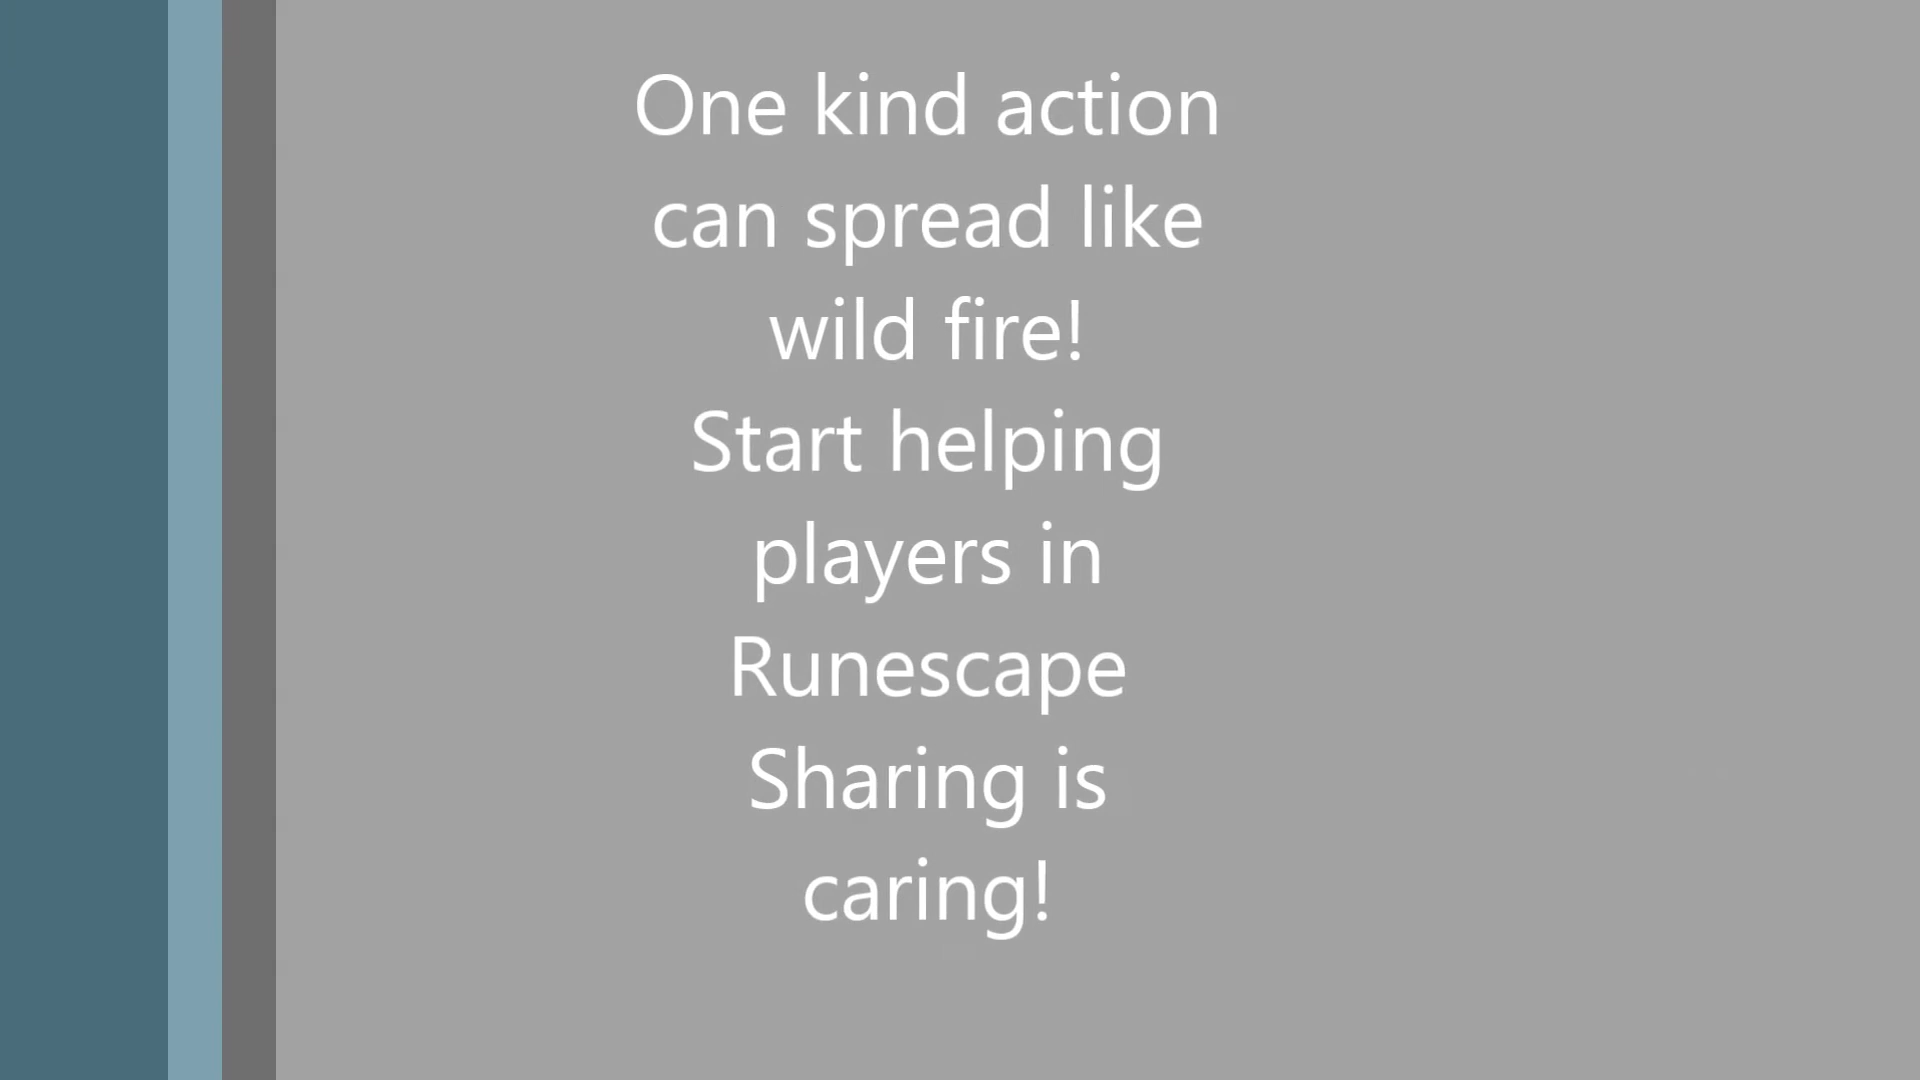 One kind action
can spread like
wild fire!
Start helping
players in
Runescape
Sharing is
caring!